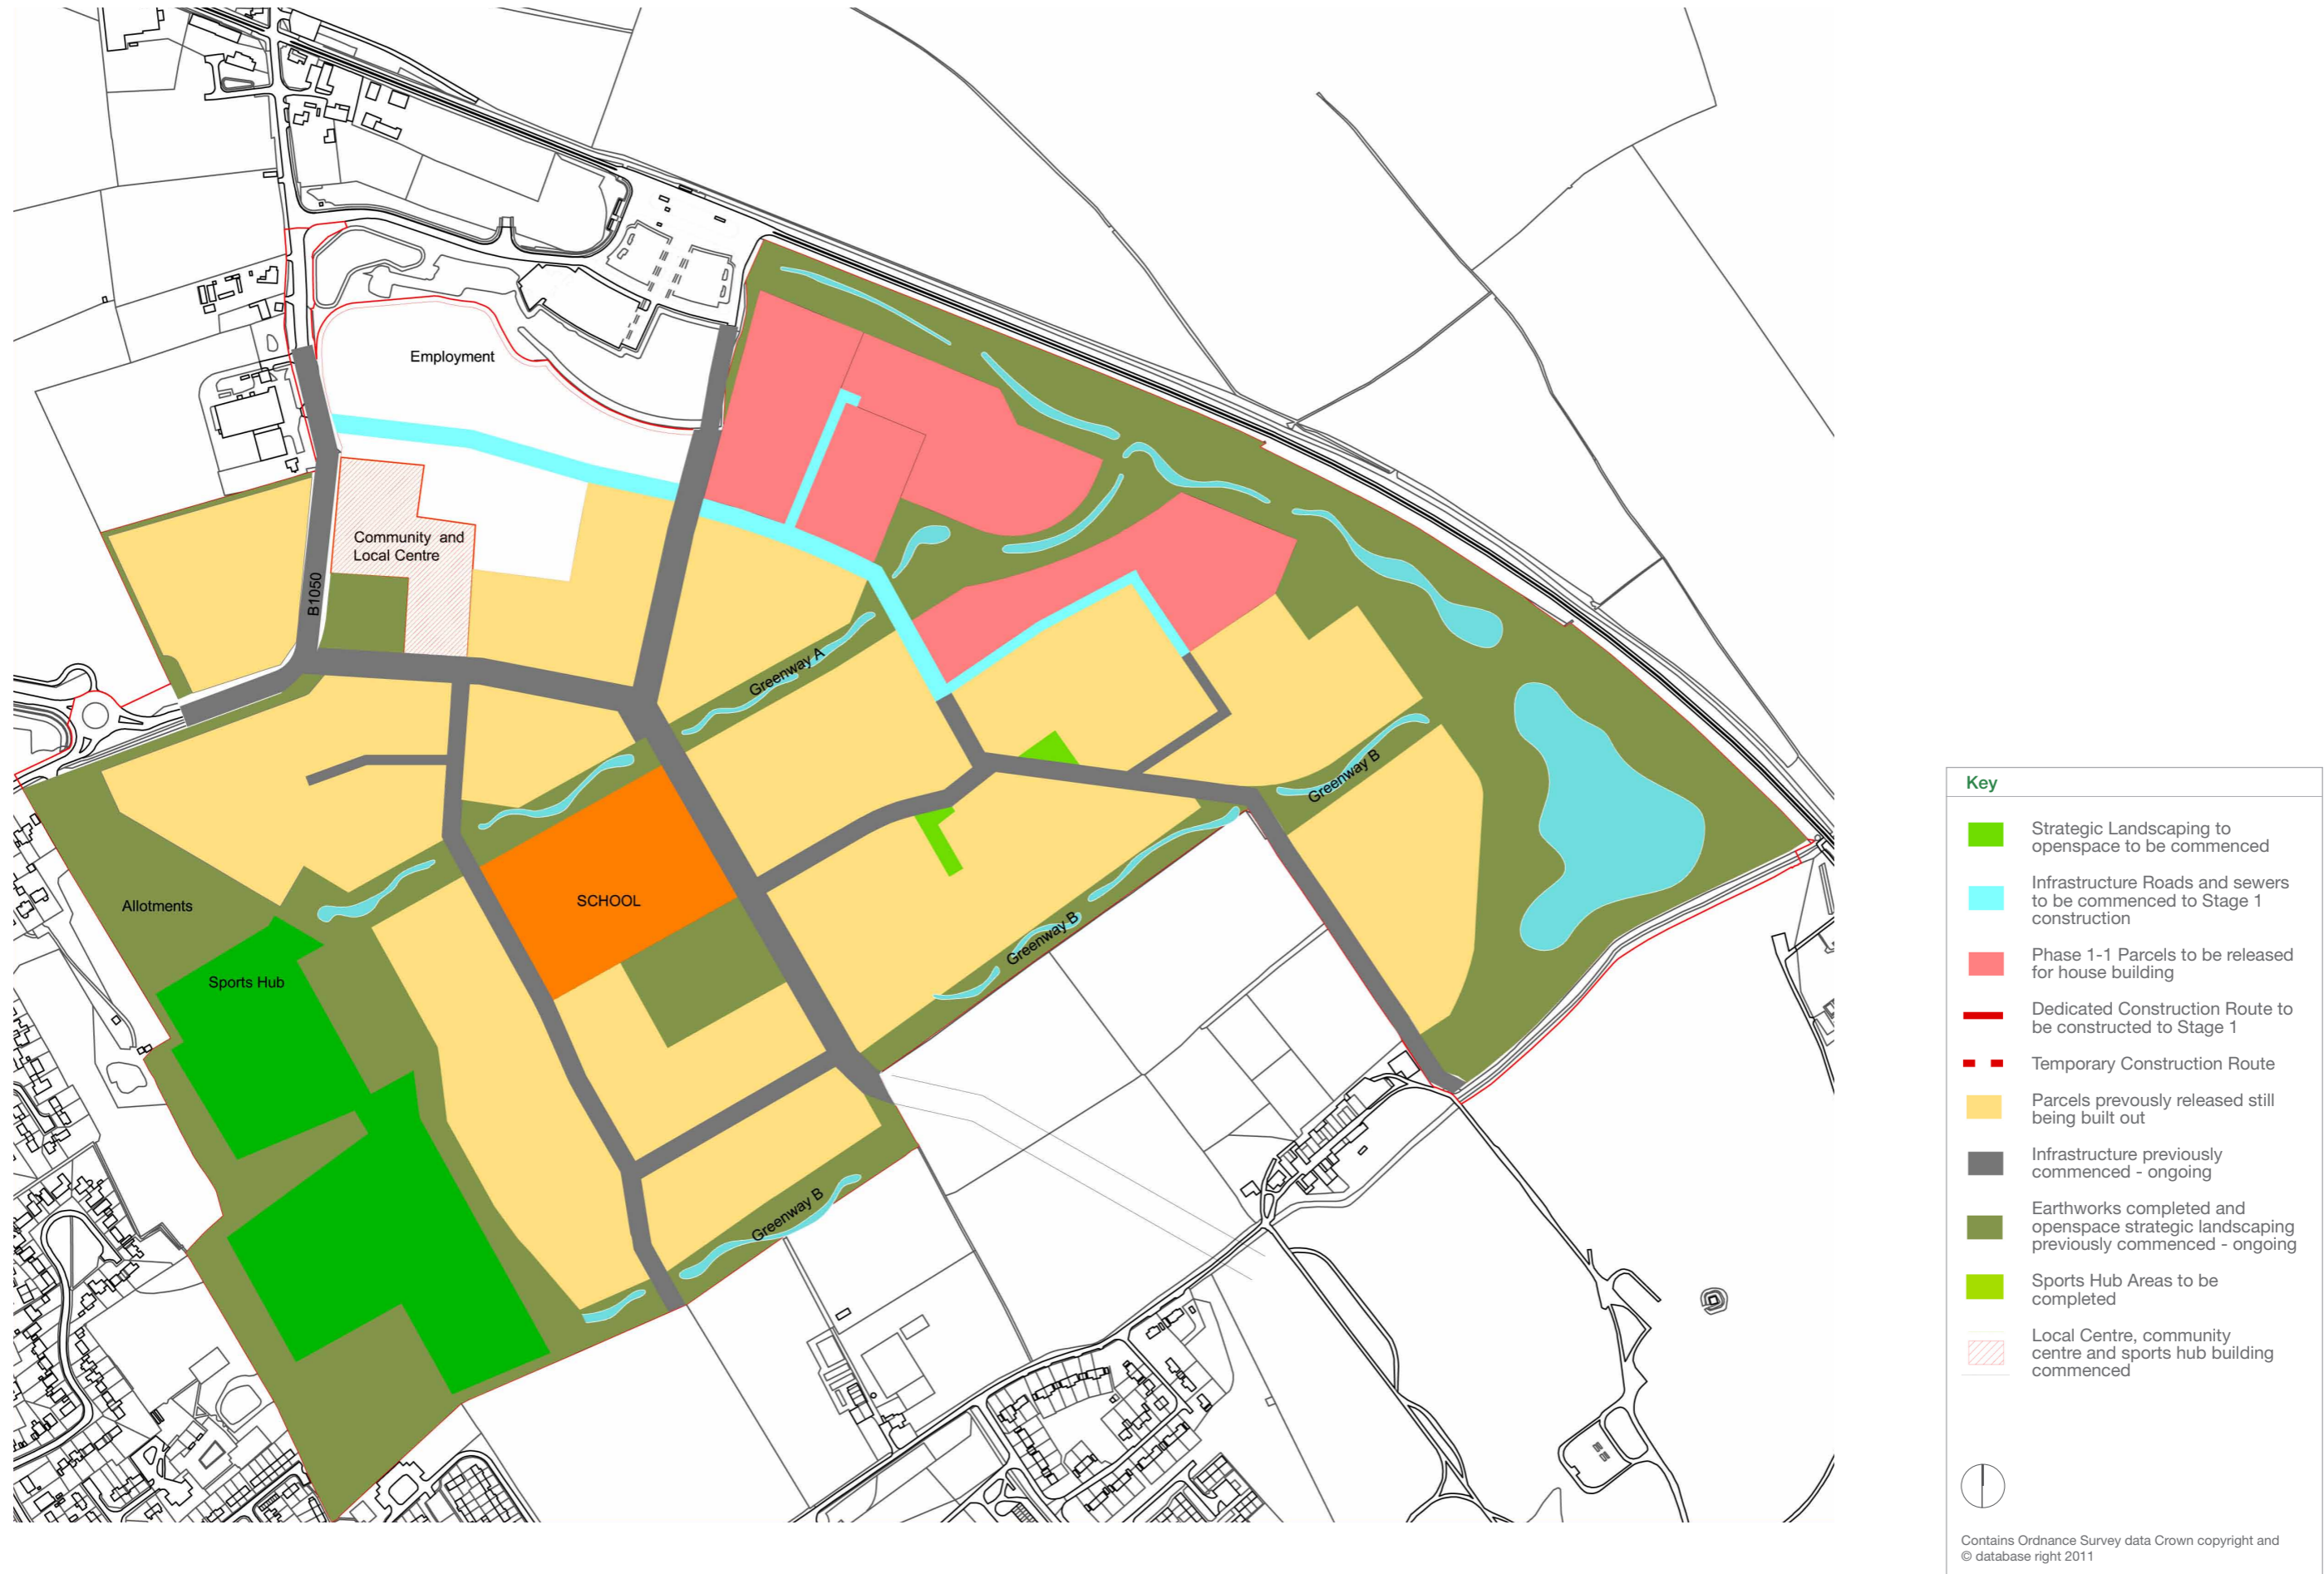 Employment
Community and
Local Centre
B1050
Greenway A
Greenway B
SCHOOL
Allotments
Greenway B
Sports Hub
Greenway B
Key
Strategic Landscaping to
openspace to be commenced
Infrastructure Roads and sewers
to be commenced to Stage 1
construction
Phase 1-1 Parcels to be released
for house building
Dedicated Construction Route to
be constructed to Stage 1
Temporary Construction Route
Parcels prevously released still
being built out
Infrastructure previously
commenced - ongoing
Earthworks completed and
openspace strategic landscaping
previously commenced - ongoing
Sports Hub Areas to be
completed
Local Centre, community
centre and sports hub building
commenced
Contains Ordnance Survey data Crown copyright and
© database right 2011